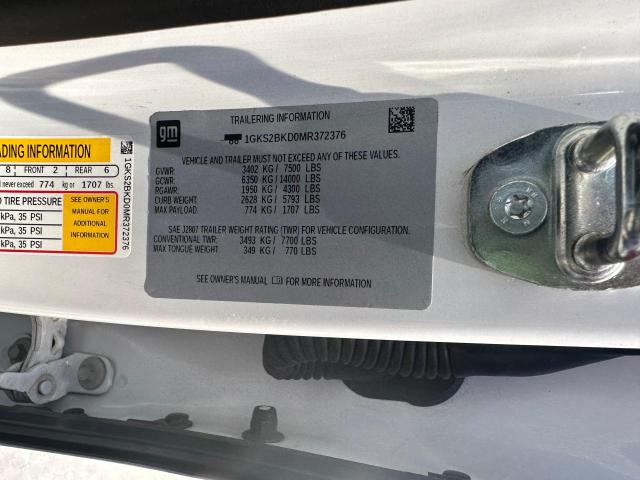 ADING INFORMATION
8 FRONT 2 REAR 6
never exceed 774 kg or 1707 lbs.
TIRE PRESSURE
kPa, 35 PSI
kPa, 35 PSI
kPa, 35 PSI
SEE OWNER'S
MANUAL FOR
ADDITIONAL
INFORMATION
1GKS2BKD0MR372376
gm
TRAILERING INFORMATION
1GKS2BKD0MR372376
VEHICLE AND TRAILER MUST NOT EXCEED ANY OF THESE VALUES.
GVWR: 3402 KG / 7500 LBS
GCWR: 6350 KG / 14000 LBS
RGAWR: 1950 KG / 4300 LBS
CURB WEIGHT: 2628 KG / 5793 LBS
MAX PAYLOAD: 774 KG / 1707 LBS
SAE J2807 TRAILER WEIGHT RATING (TWR) FOR VEHICLE CONFIGURATION.
CONVENTIONAL TWR: 3493 KG / 7700 LBS
MAX TONGUE WEIGHT: 349 KG / 770 LBS
SEE OWNER'S MANUAL FOR MORE INFORMATION